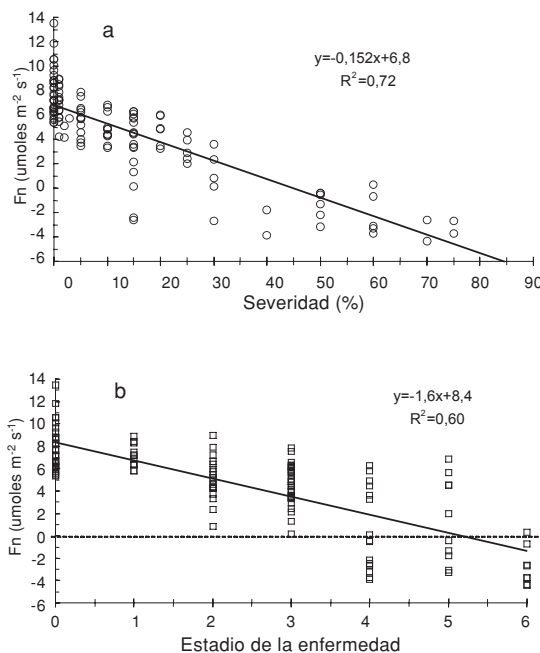 a
y=-0,152x+6,8
R²=0,72
14
12
10
8
6
4
2
0
-2
-4
-6
Fn (umoles m⁻² s⁻¹)
0 10 20 30 40 50 60 70 80 90
Severidad (%)
b
y=-1,6x+8,4
R²=0,60
14
12
10
8
6
4
2
0
-2
-4
-6
Fn (umoles m⁻² s⁻¹)
0 1 2 3 4 5 6
Estadio de la enfermedad